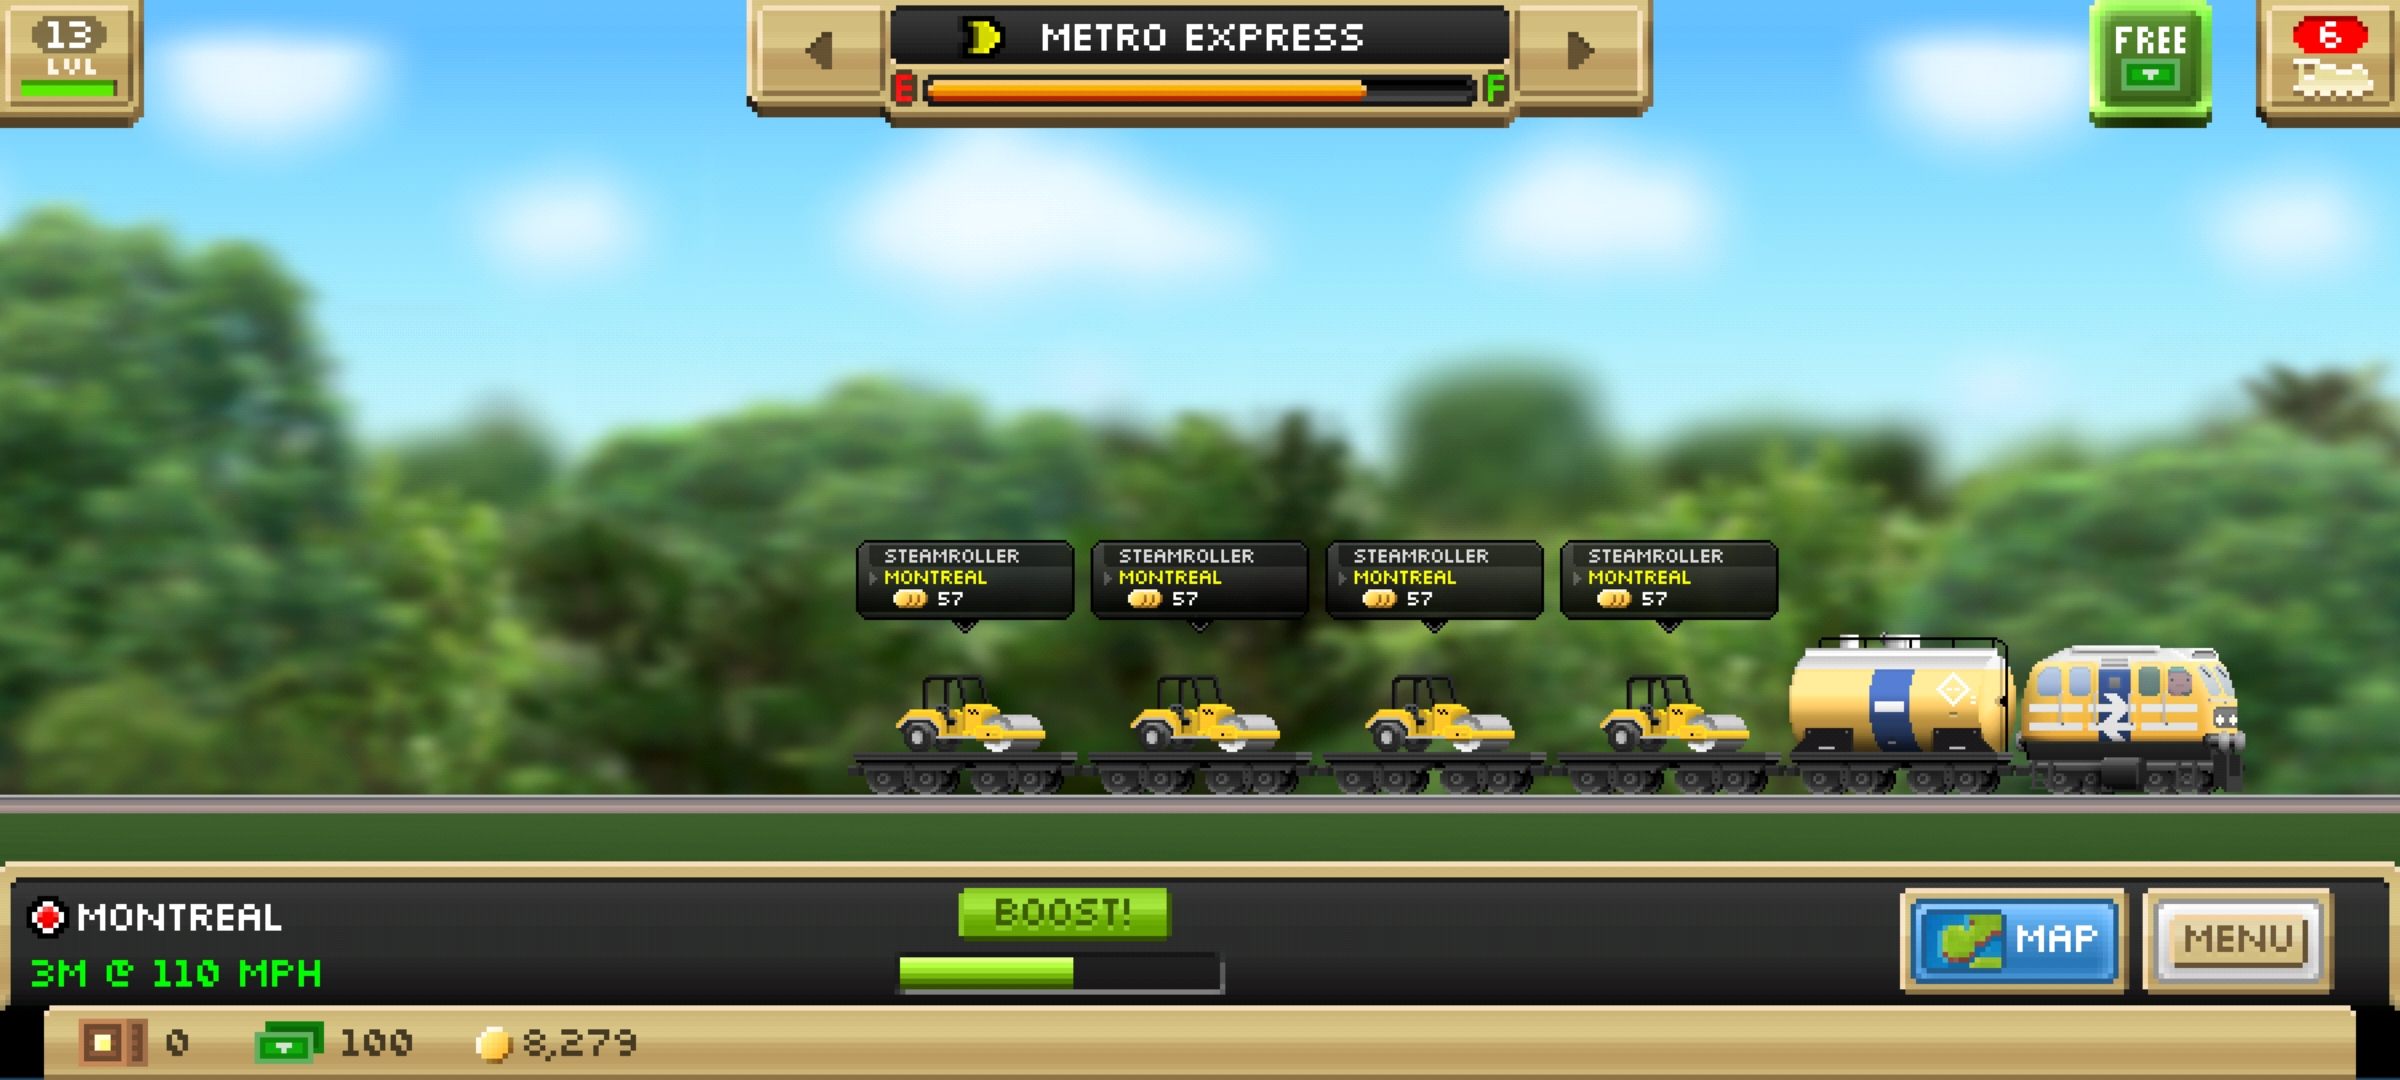 13
LVL
METRO EXPRESS
E
F
FREE
6
STEAMROLLER
MONTREAL
57
STEAMROLLER
MONTREAL
57
STEAMROLLER
MONTREAL
57
STEAMROLLER
MONTREAL
57
MONTREAL
3M @ 110 MPH
BOOST!
MAP
MENU
0
100
8,279